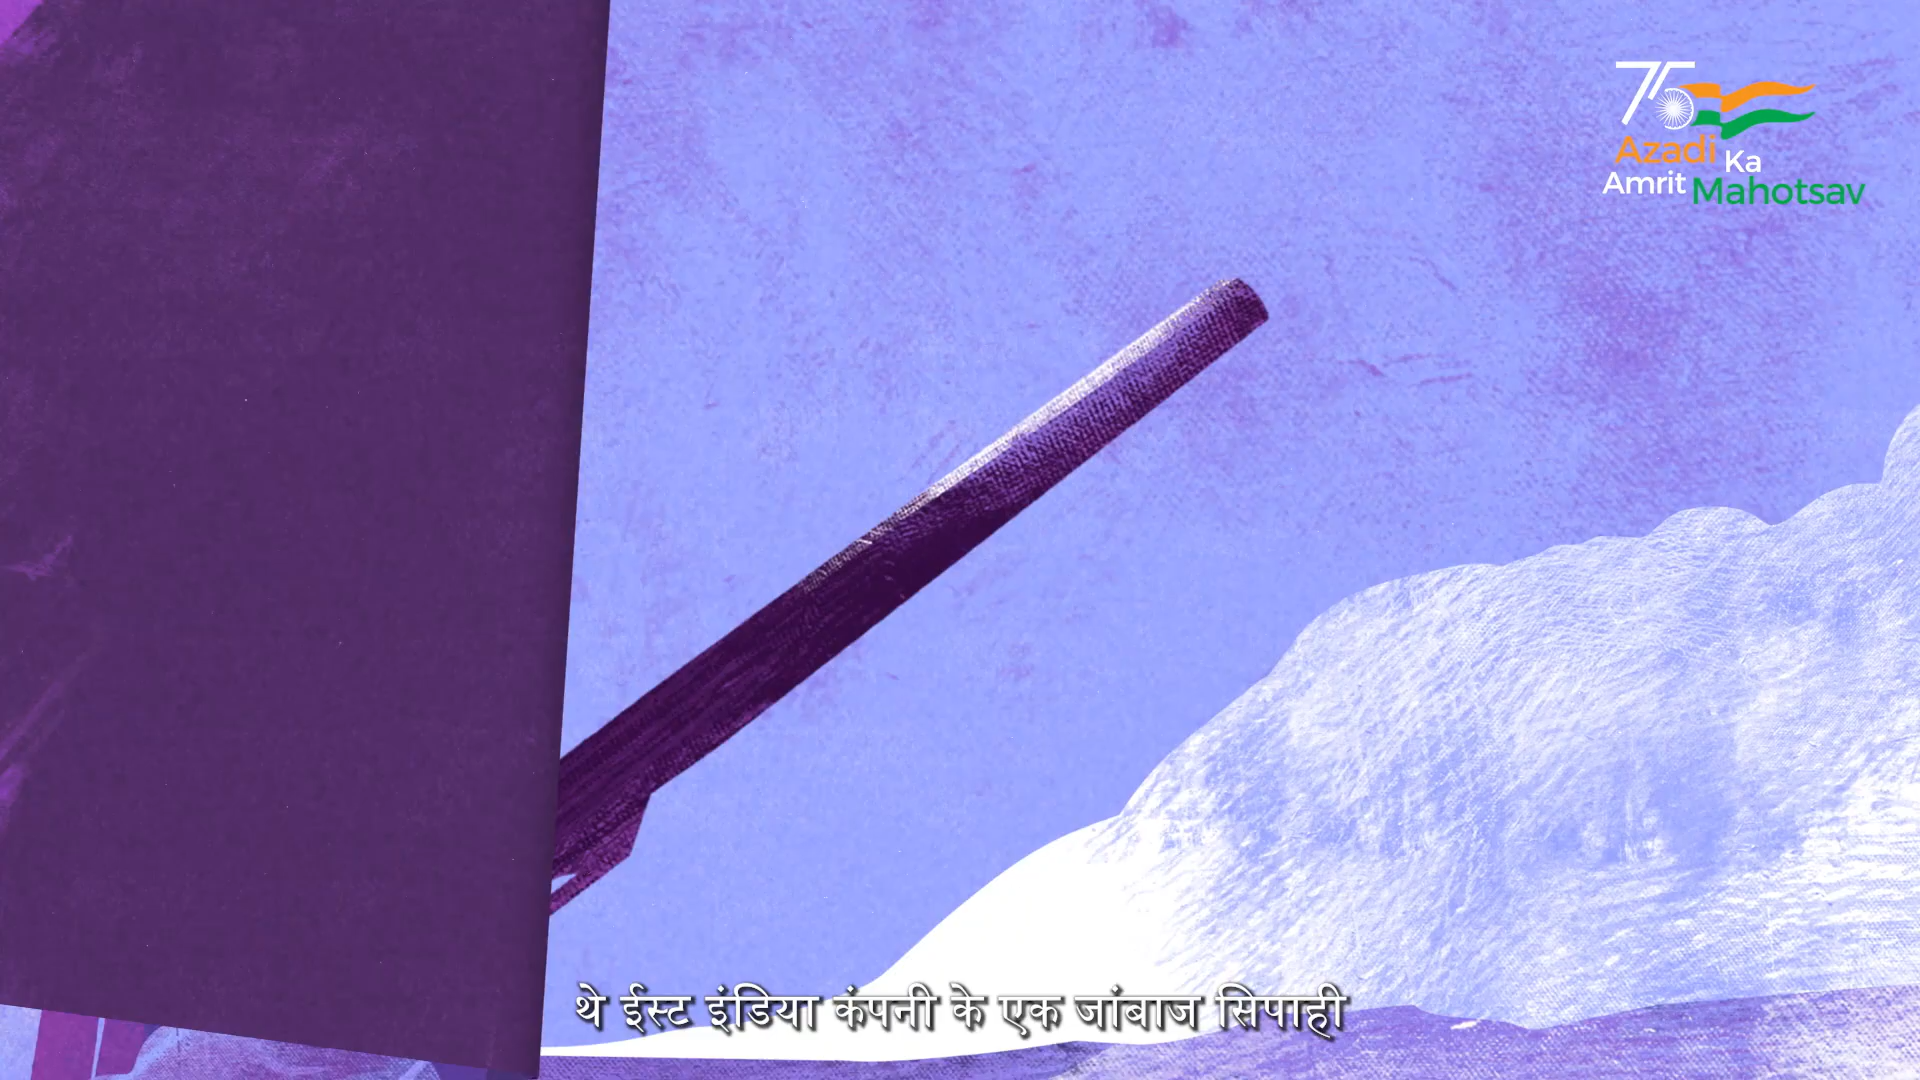 75
Azadi Ka
Amrit Mahotsav
थे ईस्ट इंडिया कंपनी के एक जांबाज सिपाही